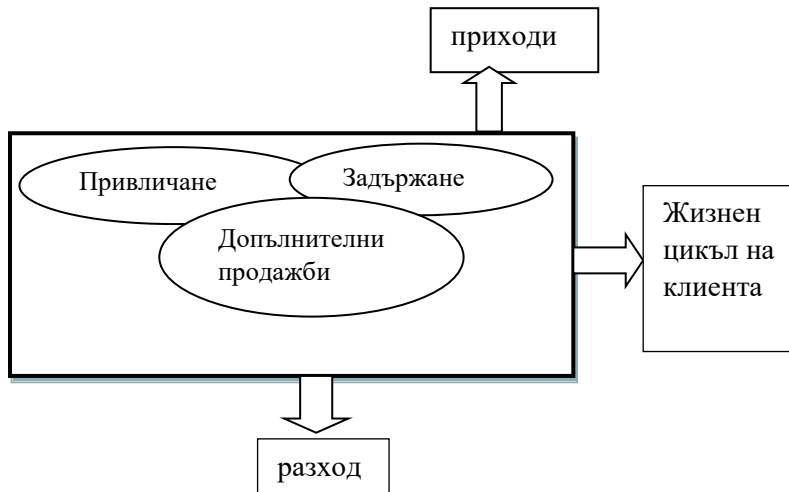 приходи
Привличане
Задържане
Допълнителни
продажби
Жизнен
цикъл на
клиента
разход